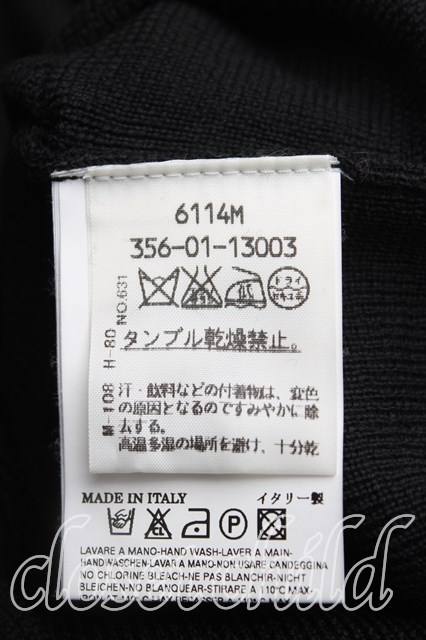 6114M
356-01-13003
ドライ
セキユ系
タンブル乾燥禁止。
汗・飲料などの付着物は、変色
の原因となるのですみやかに除
去する。
高温多湿の場所を避け、十分乾
M-108 H-80 NO.631
MADE IN ITALY イタリー製
P
LAVARE A MANO-HAND WASH-LAVER A MAIN-
HANDWASCHEN-LAVAR A MANO-NON USARE CANDEGGINA
NO CHLORINE BLEACH-NE PAS BLANCHIR-NICHT
BLEICHEN-NO BLANQUEAR-STIRARE A 110°C MAX-